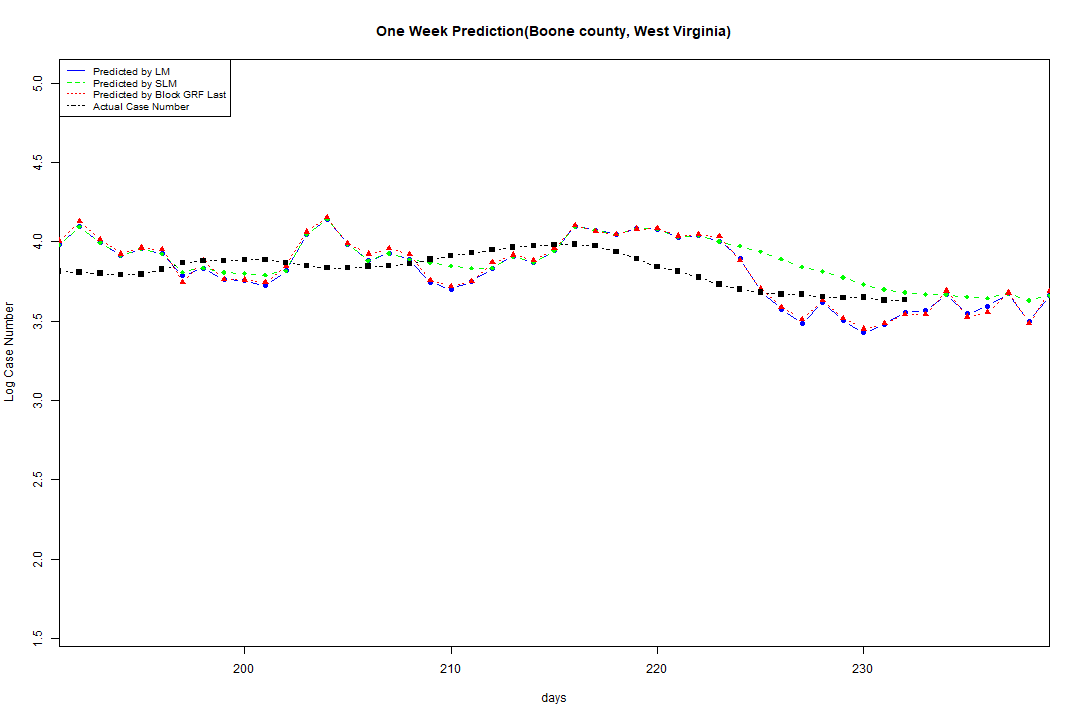 One Week Prediction(Boone county, West Virginia)
Predicted by LM
Predicted by SLM
Predicted by Block GRF Last
Actual Case Number
5.0
4.5
4.0
3.5
3.0
2.5
2.0
1.5
Log Case Number
200 210 220 230
days